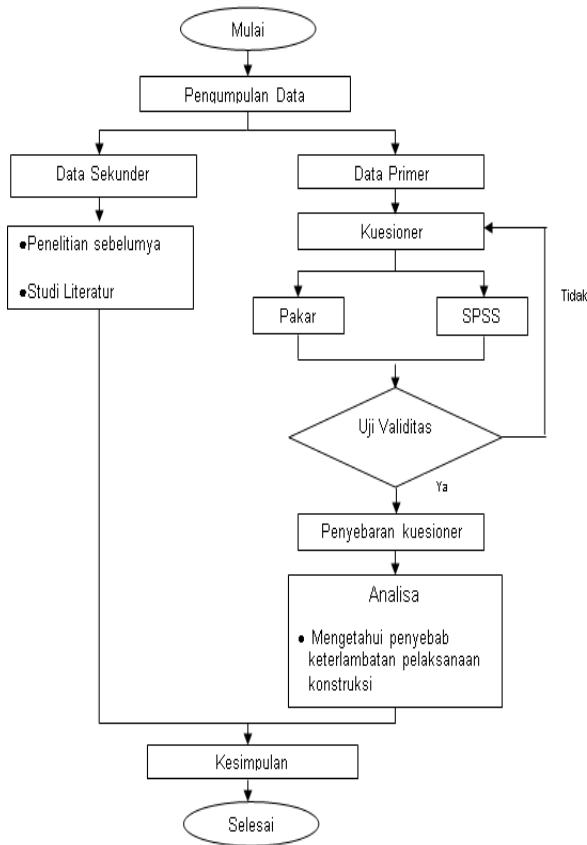 Mulai
Pengumpulan Data
Data Sekunder
Data Primer
●Penelitian sebelumya
●Studi Literatur
Kuesioner
Tidak
Pakar
SPSS
Uji Validitas
Ya
Penyebaran kuesioner
Analisa
● Mengetahui penyebab
keterlambatan pelaksanaan
konstruksi
Kesimpulan
Selesai